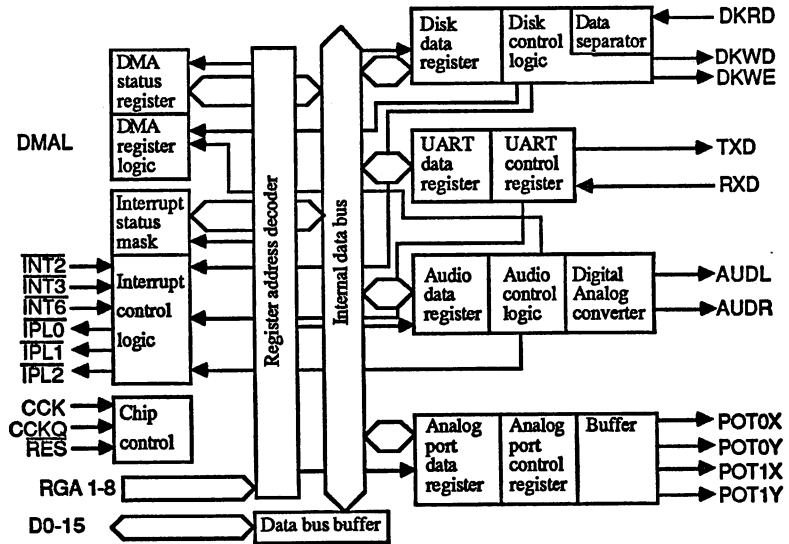 DMA
status
register
DMA
register
logic
DMAL
Interrupt
status
mask
INT2
INT3
INT6
IPL0
IPL1
IPL2
Interrupt
control
logic
CCK
CCKQ
RES
Chip
control
RGA 1-8
D0-15
Register address decoder
Internal data bus
Data bus buffer
Disk
data
register
Disk
control
logic
Data
separator
DKRD
DKWD
DKWE
UART
data
register
UART
control
register
TXD
RXD
Audio
data
register
Audio
control
logic
Digital
Analog
converter
AUDL
AUDR
Analog
port
data
register
Analog
port
control
register
Buffer
POT0X
POT0Y
POT1X
POT1Y